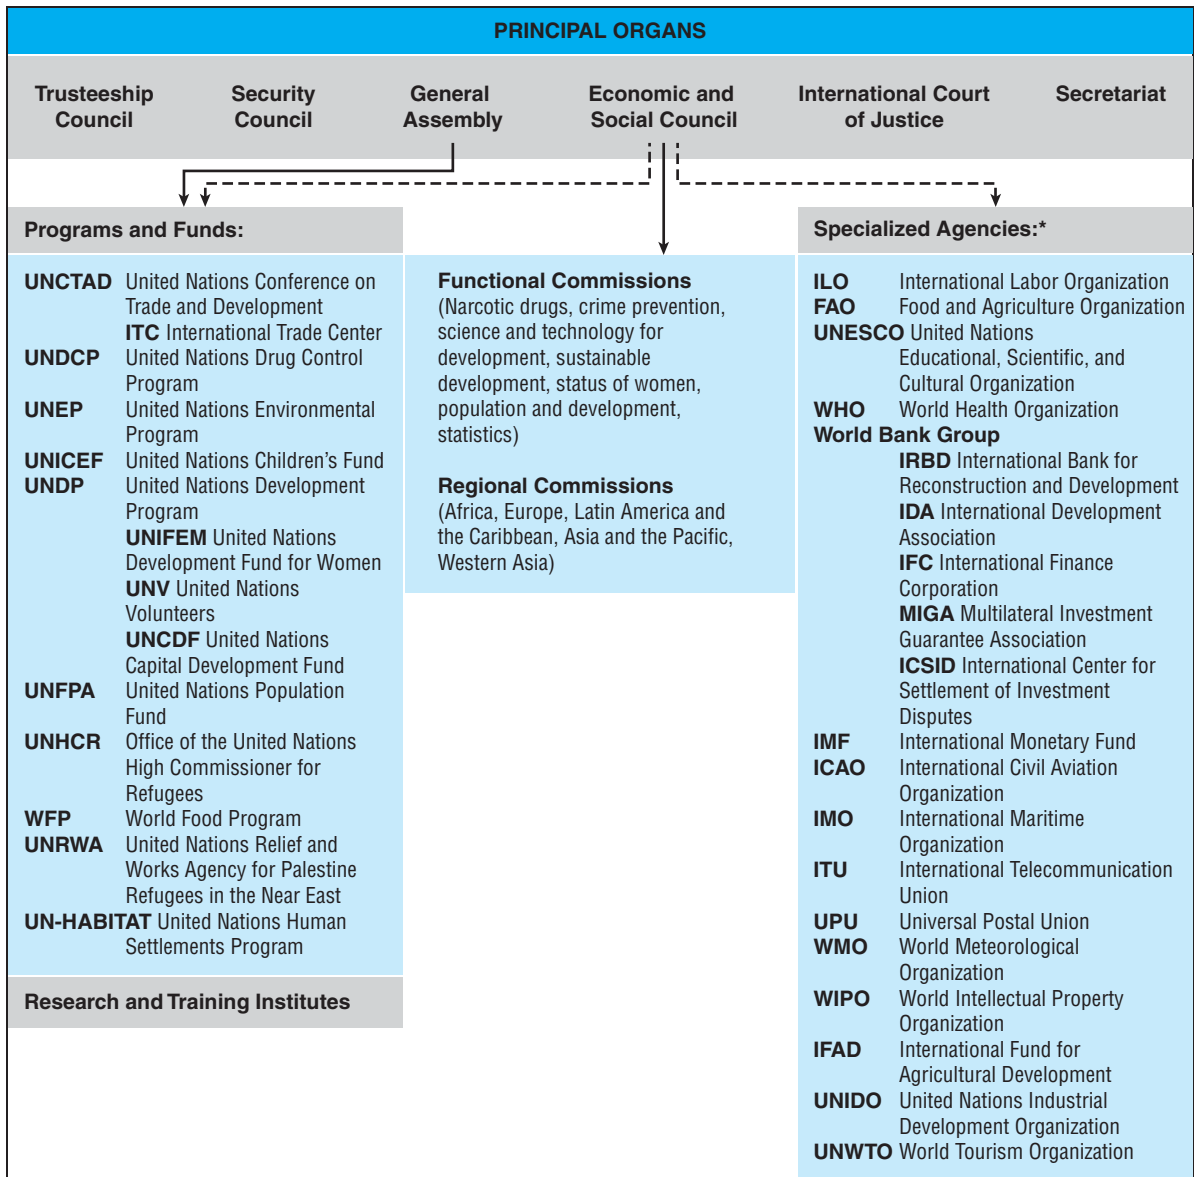 PRINCIPAL ORGANS
Trusteeship
Council
Security
Council
General
Assembly
Economic and
Social Council
International Court
of Justice
Secretariat
Programs and Funds:
UNCTAD United Nations Conference on
Trade and Development
ITC International Trade Center
UNDCP United Nations Drug Control
Program
UNEP United Nations Environmental
Program
UNICEF United Nations Children’s Fund
UNDP United Nations Development
Program
UNIFEM United Nations
Development Fund for Women
UNV United Nations
Volunteers
UNCDF United Nations
Capital Development Fund
UNFPA United Nations Population
Fund
UNHCR Office of the United Nations
High Commissioner for
Refugees
WFP World Food Program
UNRWA United Nations Relief and
Works Agency for Palestine
Refugees in the Near East
UN-HABITAT United Nations Human
Settlements Program
Research and Training Institutes
Functional Commissions
(Narcotic drugs, crime prevention,
science and technology for
development, sustainable
development, status of women,
population and development,
statistics)
Regional Commissions
(Africa, Europe, Latin America and
the Caribbean, Asia and the Pacific,
Western Asia)
Specialized Agencies:*
ILO International Labor Organization
FAO Food and Agriculture Organization
UNESCO United Nations
Educational, Scientific, and
Cultural Organization
WHO World Health Organization
World Bank Group
IRBD International Bank for
Reconstruction and Development
IDA International Development
Association
IFC International Finance
Corporation
MIGA Multilateral Investment
Guarantee Association
ICSID International Center for
Settlement of Investment
Disputes
IMF International Monetary Fund
ICAO International Civil Aviation
Organization
IMO International Maritime
Organization
ITU International Telecommunication
Union
UPU Universal Postal Union
WMO World Meteorological
Organization
WIPO World Intellectual Property
Organization
IFAD International Fund for
Agricultural Development
UNIDO United Nations Industrial
Development Organization
UNWTO World Tourism Organization